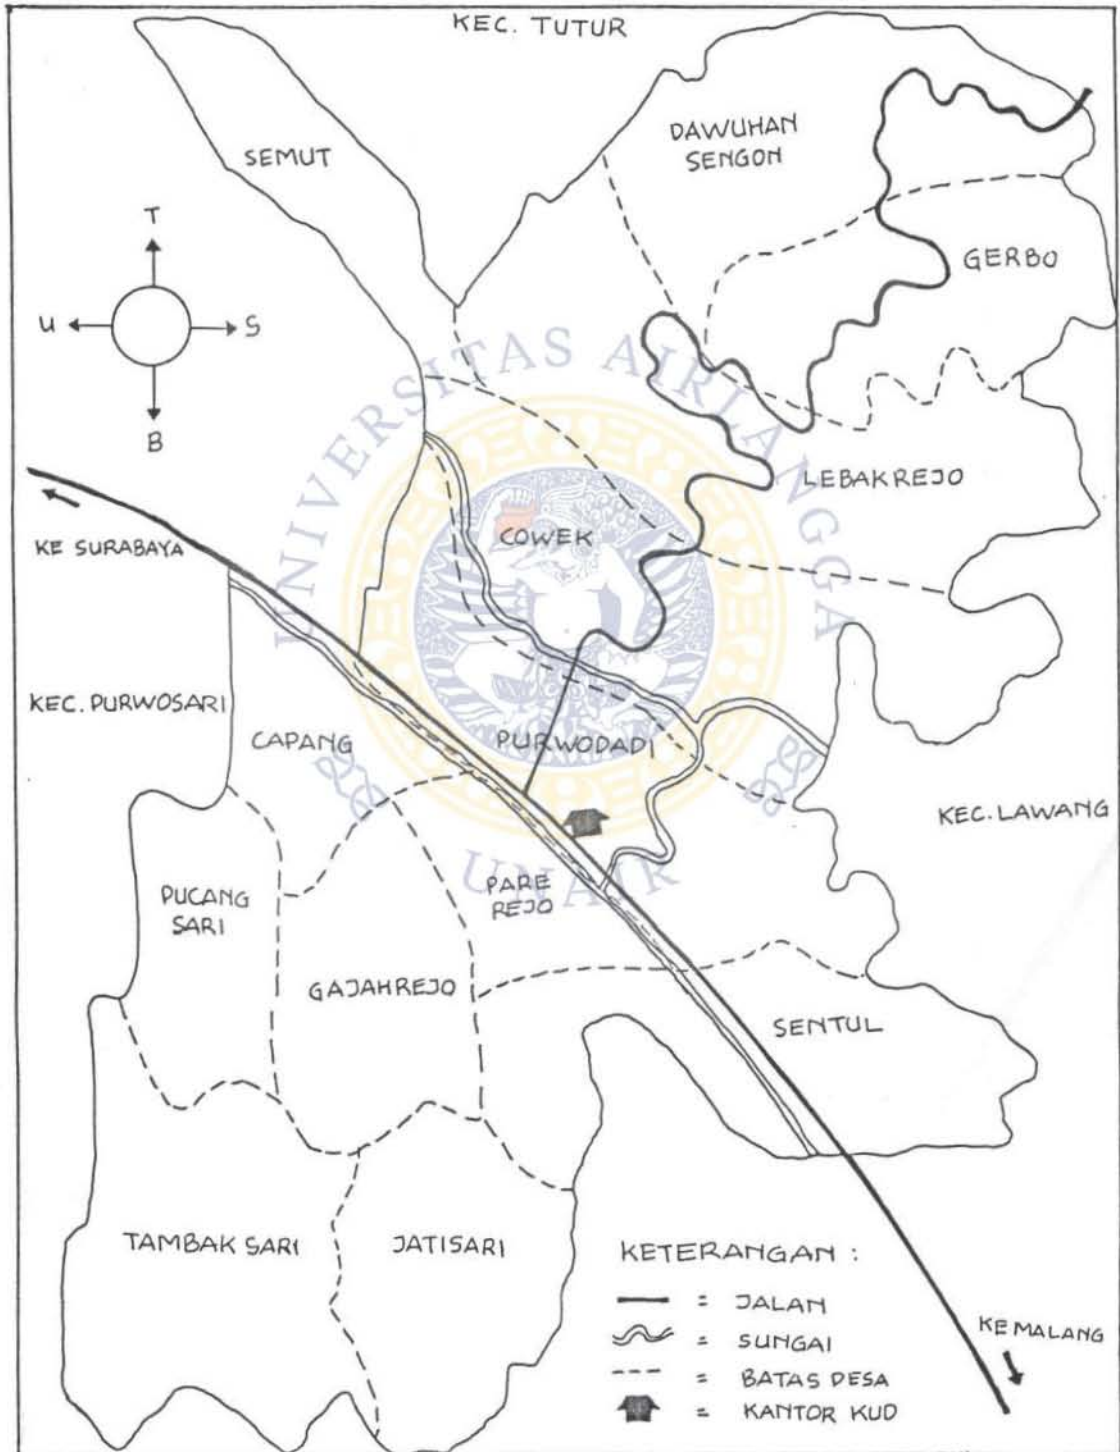 KEC. TUTUR
DAWUHAN
SENGON
SEMUT
T
GERBO
U
S
B
UNIVERSITAS AIRLANGGA
LEBAKREJO
COWEK
KE SURABAYA
KEC. PURWOSARI
CAPANG
PURWODADI
KEC. LAWANG
UNAIR
PARE
REJO
PUCANG
SARI
GAJAHREJO
SENTUL
TAMBAK SARI
JATISARI
KETERANGAN :
= JALAN
= SUNGAI
= BATAS DESA
= KANTOR KUD
KE MALANG